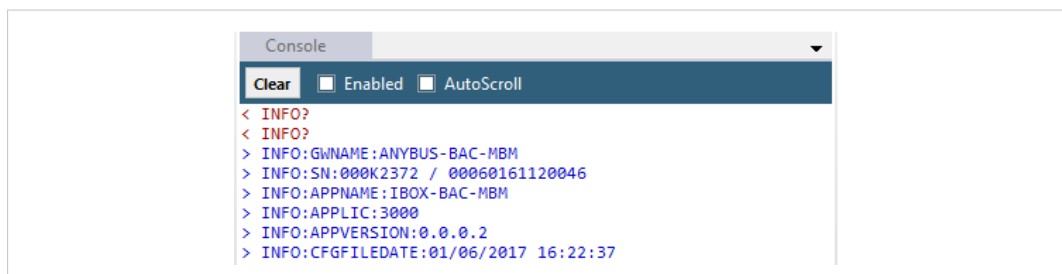 Console
Clear Enabled AutoScroll
< INFO?
< INFO?
> INFO:GWNAME:ANYBUS-BAC-MBM
> INFO:SN:000K2372 / 00060161120046
> INFO:APPNAME:IBOX-BAC-MBM
> INFO:APPLIC:3000
> INFO:APPVERSION:0.0.0.2
> INFO:CFGFILEDATE:01/06/2017 16:22:37